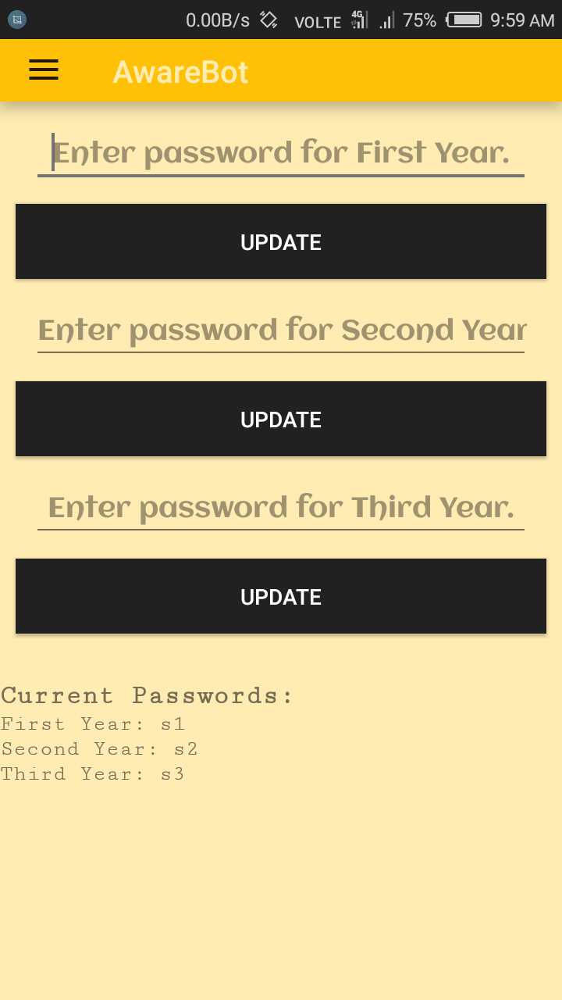 0.00B/s VOLTE 4G 75% 9:59 AM
AwareBot
Enter password for First Year.
UPDATE
Enter password for Second Year
UPDATE
Enter password for Third Year.
UPDATE
Current Passwords:
First Year: s1
Second Year: s2
Third Year: s3